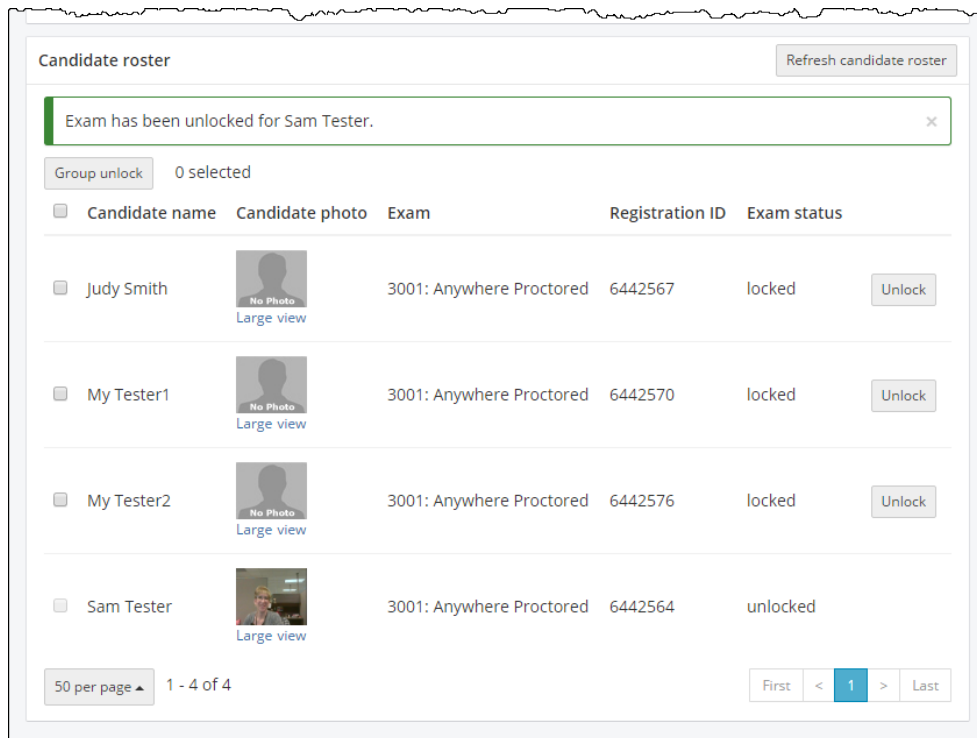 Candidate roster Refresh candidate roster
Exam has been unlocked for Sam Tester. ×
Group unlock 0 selected
Candidate name Candidate photo Exam Registration ID Exam status
Judy Smith No Photo 3001: Anywhere Proctored 6442567 locked Unlock
Large view
My Tester1 No Photo 3001: Anywhere Proctored 6442570 locked Unlock
Large view
My Tester2 No Photo 3001: Anywhere Proctored 6442576 locked Unlock
Large view
Sam Tester 3001: Anywhere Proctored 6442564 unlocked
Large view
50 per page 1 - 4 of 4 First < 1 > Last